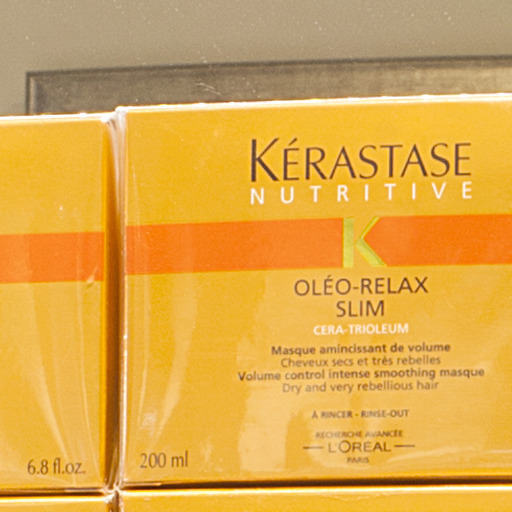 KÉRASTASE
NUTRITIVE
K
OLÉO-RELAX
SLIM
CERA-TRIOLEUM
Masque amincissant de volume
Cheveux secs et très rebelles
Volume control intense smoothing masque
Dry and very rebellious hair
À RINCER - RINSE-OUT
RECHERCHE AVANCÉE
L'ORÉAL
PARIS
6.8 fl.oz.
200 ml